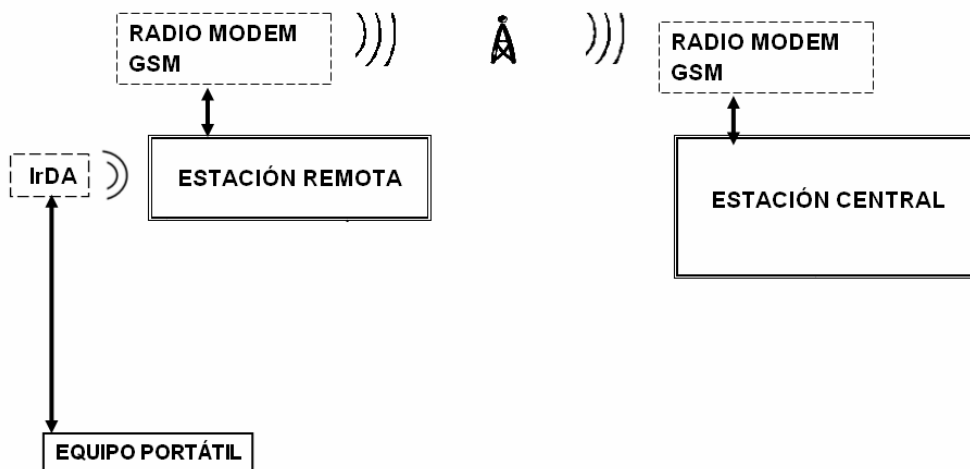 RADIO MODEM
GSM
RADIO MODEM
GSM
IrDA
ESTACIÓN REMOTA
ESTACIÓN CENTRAL
EQUIPO PORTÁTIL